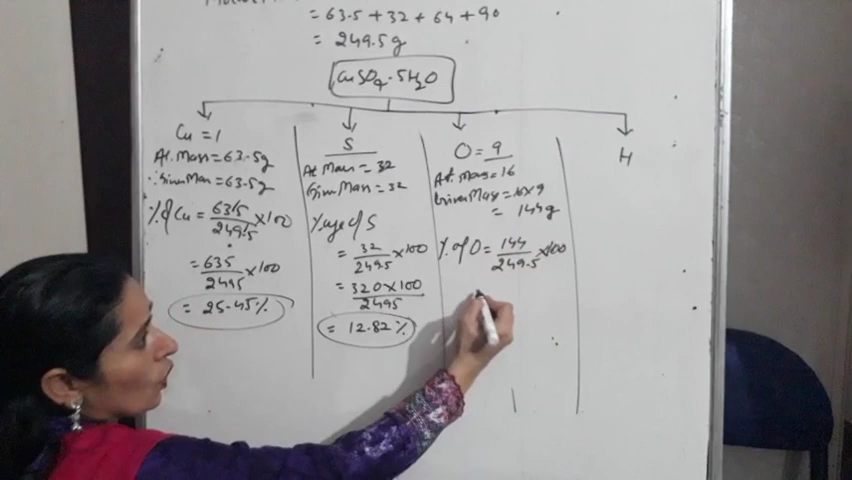 = 63.5 + 32 + 64 + 90
= 249.5g
CuSO4.5H2O
Cu = 1
At. Mass = 63.5g
∴ Given Mass = 63.5g
% of Cu = 63.5/249.5 × 100
= 635/2495 × 100
= 25.45%
S
At Mass = 32
Given Mass = 32
%age of S
= 32/249.5 × 100
= 320 × 100/2495
= 12.82%
O = 9
At. Mass = 16
Given Mass = 16 × 9
= 144g
% of O = 144/249.5 × 100
H